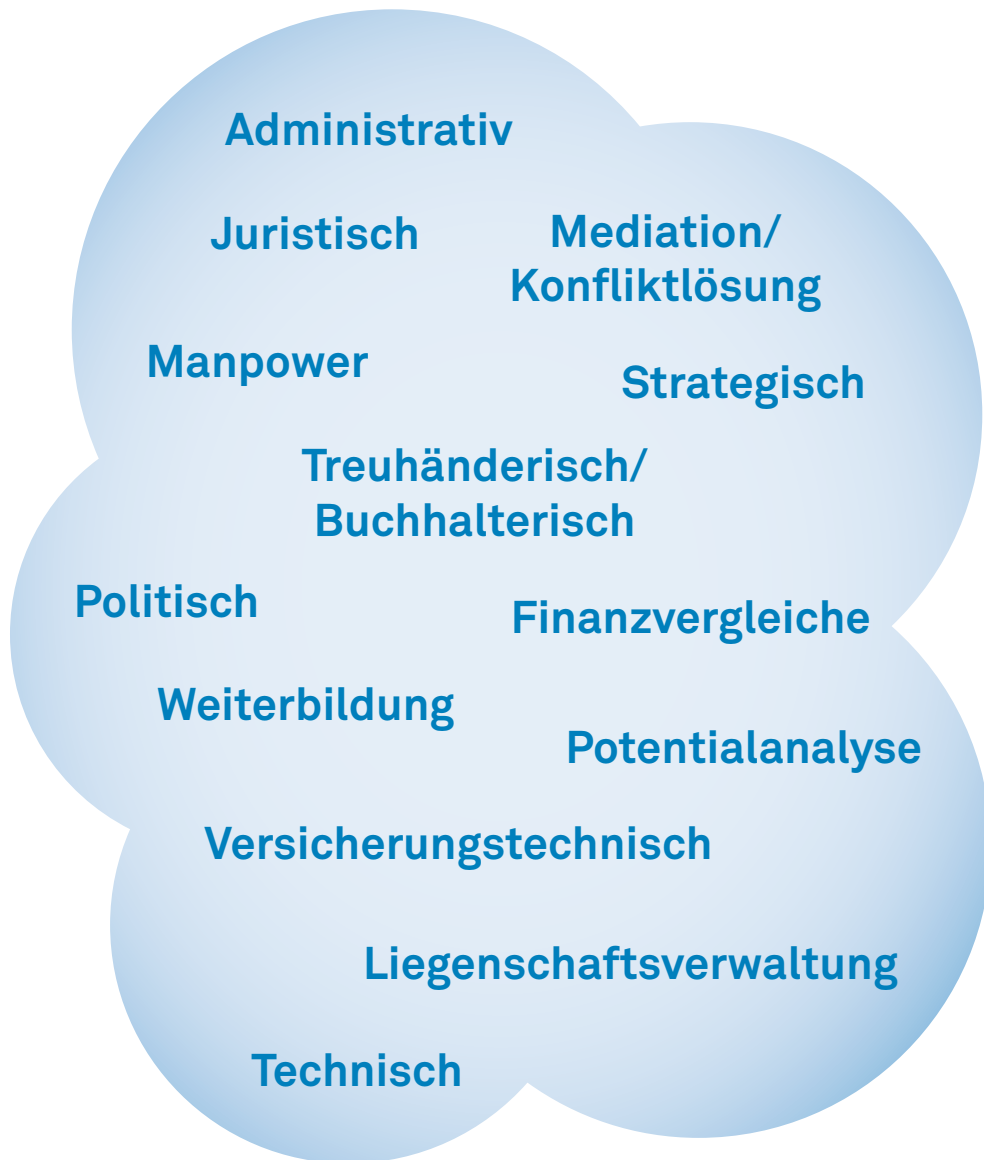 Administrativ
Juristisch
Mediation/
Konfliktlösung
Manpower
Strategisch
Treuhänderisch/
Buchhalterisch
Politisch
Finanzvergleiche
Weiterbildung
Potentialanalyse
Versicherungstechnisch
Liegenschaftsverwaltung
Technisch